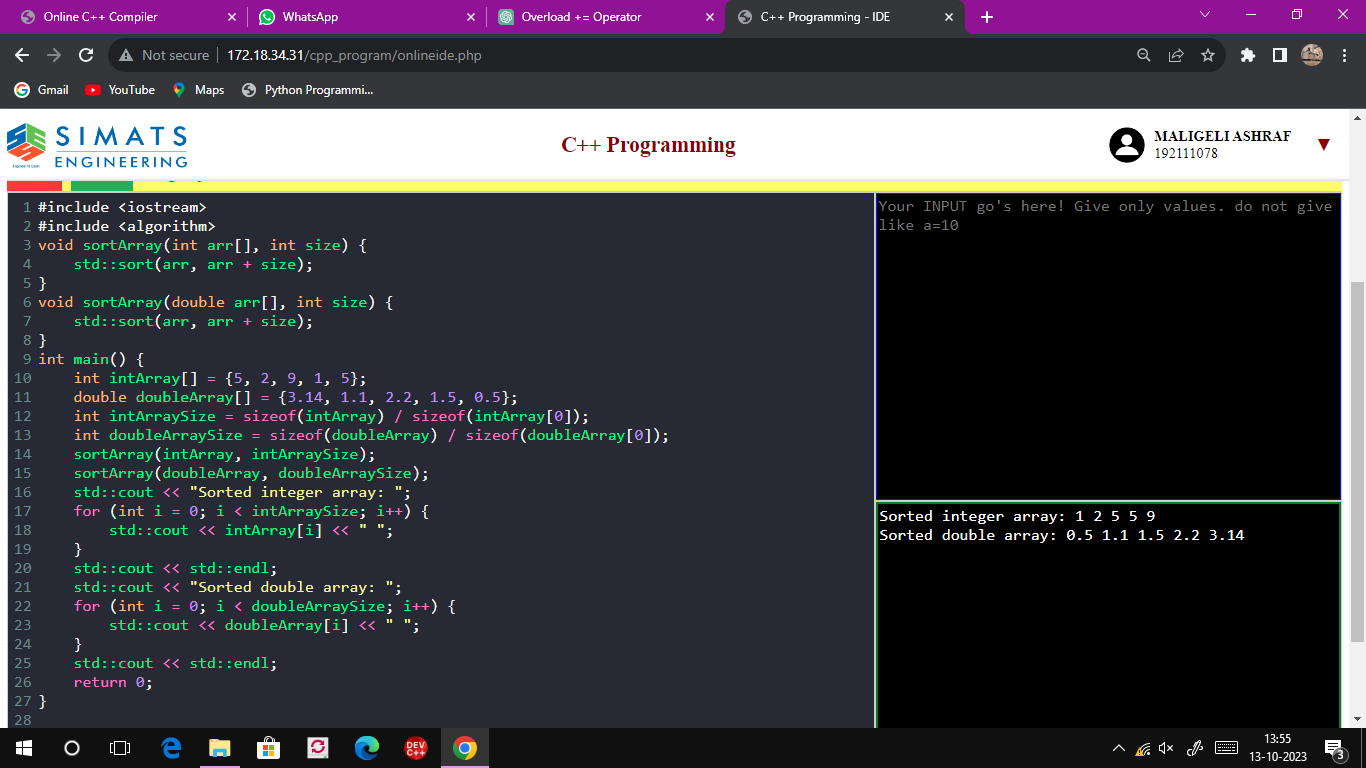 Online C++ Compiler
WhatsApp
Overload += Operator
C++ Programming - IDE
Not secure
172.18.34.31/cpp_program/onlineide.php
Gmail
YouTube
Maps
Python Programmi...
SIMATS
ENGINEERING
C++ Programming
MALIGELI ASHRAF
192111078
1 #include <iostream>
2 #include <algorithm>
3 void sortArray(int arr[], int size) {
4     std::sort(arr, arr + size);
5 }
6 void sortArray(double arr[], int size) {
7     std::sort(arr, arr + size);
8 }
9 int main() {
10     int intArray[] = {5, 2, 9, 1, 5};
11     double doubleArray[] = {3.14, 1.1, 2.2, 1.5, 0.5};
12     int intArraySize = sizeof(intArray) / sizeof(intArray[0]);
13     int doubleArraySize = sizeof(doubleArray) / sizeof(doubleArray[0]);
14     sortArray(intArray, intArraySize);
15     sortArray(doubleArray, doubleArraySize);
16     std::cout << "Sorted integer array: ";
17     for (int i = 0; i < intArraySize; i++) {
18         std::cout << intArray[i] << " ";
19     }
20     std::cout << std::endl;
21     std::cout << "Sorted double array: ";
22     for (int i = 0; i < doubleArraySize; i++) {
23         std::cout << doubleArray[i] << " ";
24     }
25     std::cout << std::endl;
26     return 0;
27 }
28
Your INPUT go's here! Give only values. do not give
like a=10
Sorted integer array: 1 2 5 5 9
Sorted double array: 0.5 1.1 1.5 2.2 3.14
DEV
C++
13:55
13-10-2023
3